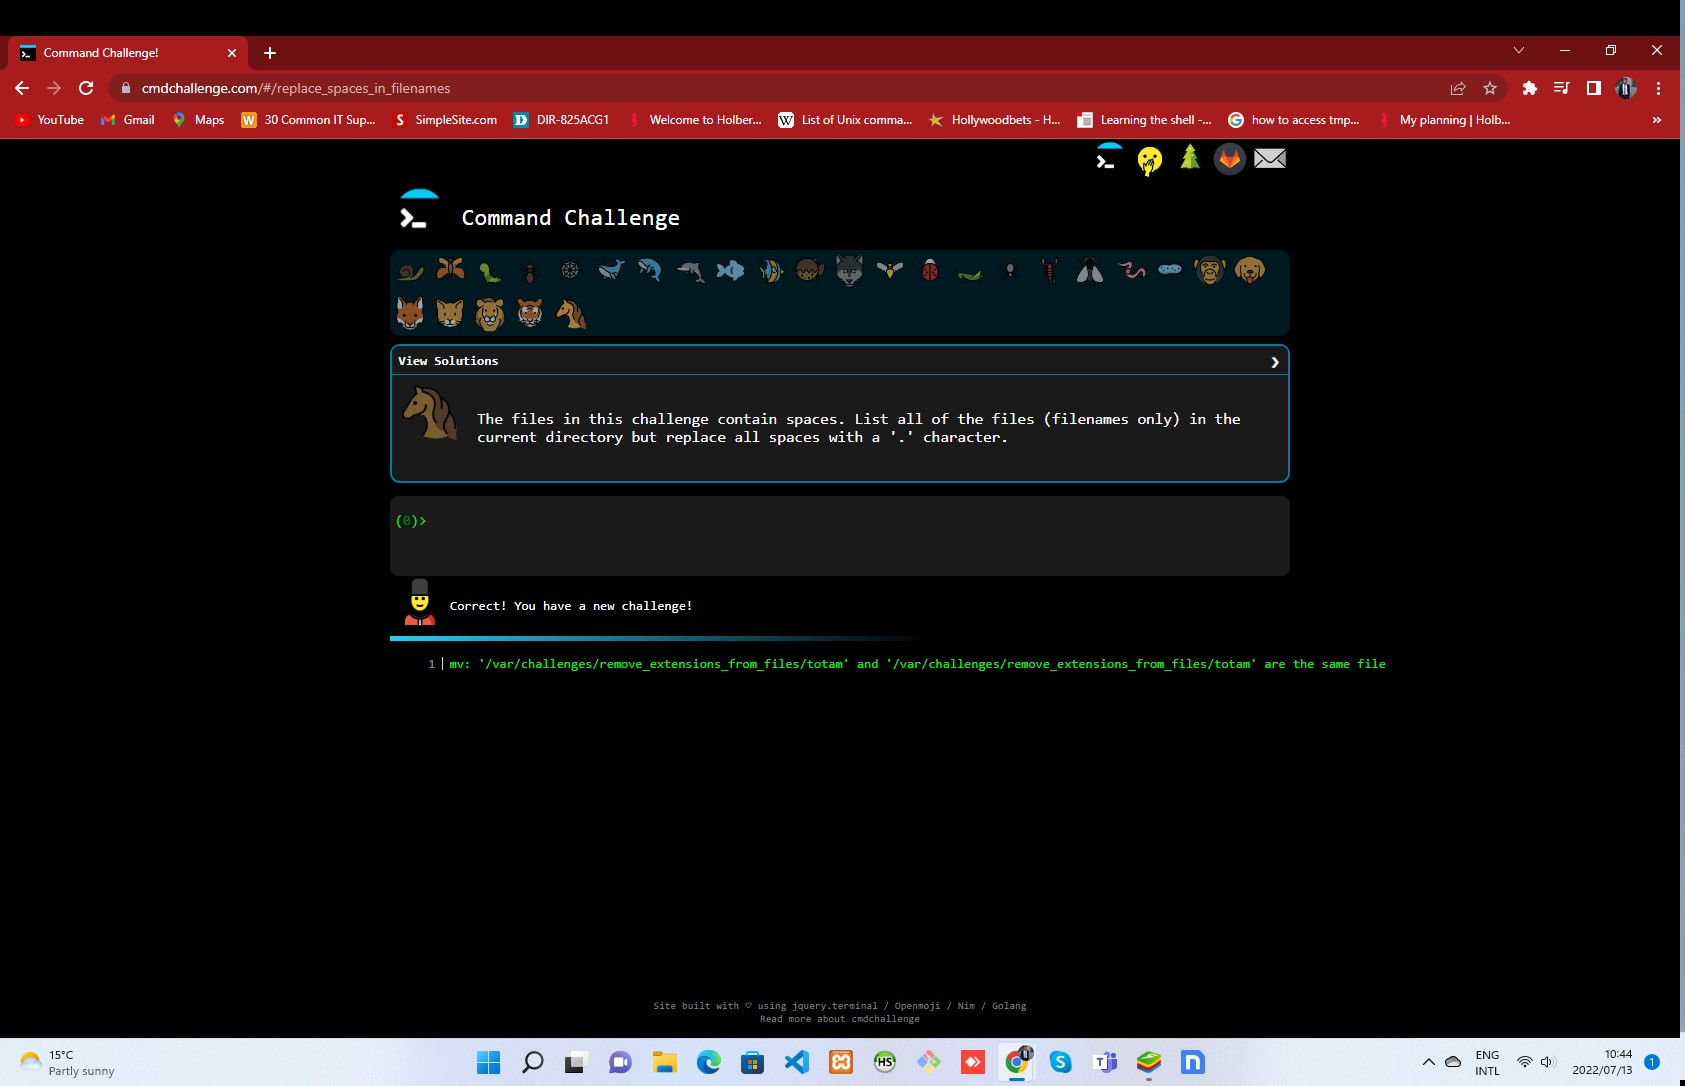 Command Challenge!
cmdchallenge.com/#/replace_spaces_in_filenames
YouTube
Gmail
Maps
W
30 Common IT Sup...
S
SimpleSite.com
D
DIR-825ACG1
Welcome to Holber...
W
List of Unix comma...
Hollywoodbets - H...
Learning the shell -...
G
how to access tmp...
My planning | Holb...
»
>_
>_
Command Challenge
View Solutions
❯
The files in this challenge contain spaces. List all of the files (filenames only) in the
current directory but replace all spaces with a '.' character.
(0)>
Correct! You have a new challenge!
1 | mv: '/var/challenges/remove_extensions_from_files/totam' and '/var/challenges/remove_extensions_from_files/totam' are the same file
Site built with ♡ using jquery.terminal / Openmoji / Nim / Golang
Read more about cmdchallenge
15°C
Partly sunny
HS
S
T
n
ENG
INTL
10:44
2022/07/13
1